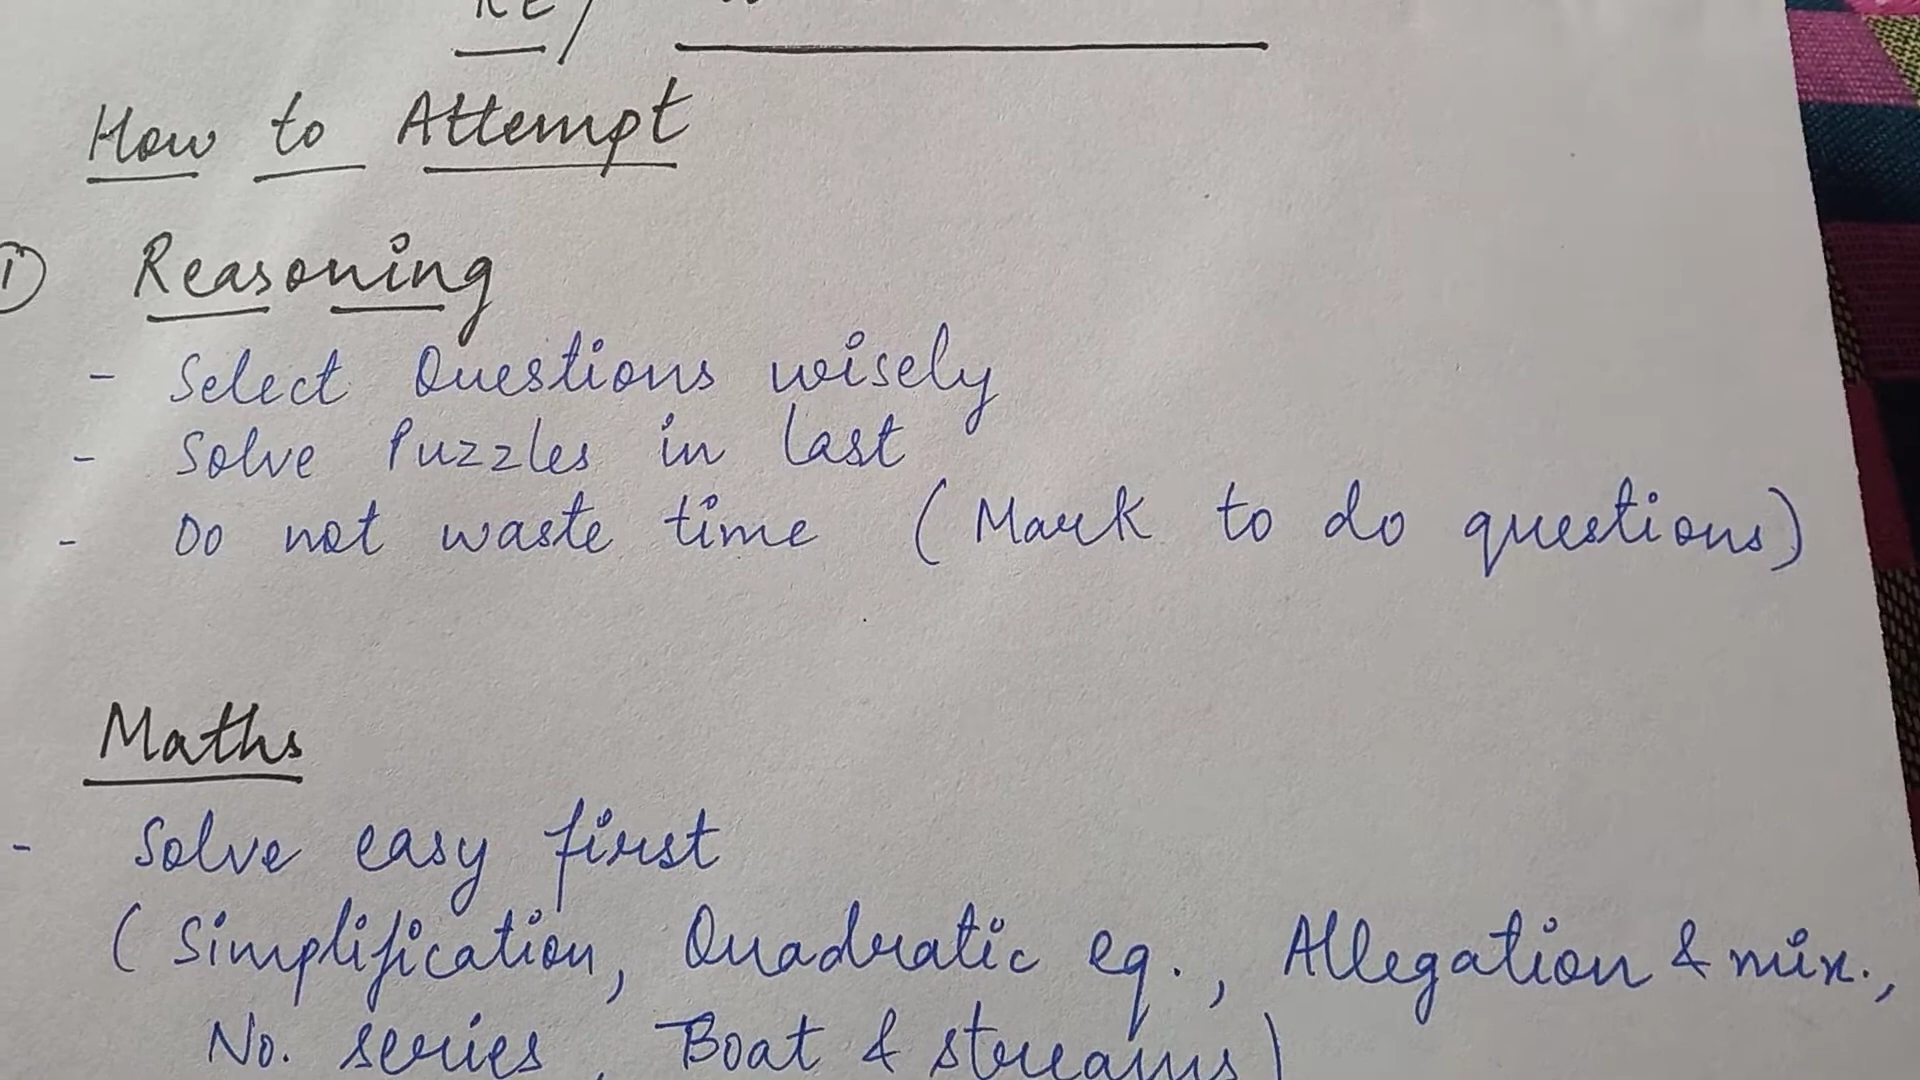 How to Attempt
① Reasoning
- Select Questions wisely
- Solve Puzzles in last
- Do not waste time (Mark to do questions)
Maths
- Solve easy first
(Simplification, Quadratic eq., Allegation & mix.,
No. series, Boat & streams)